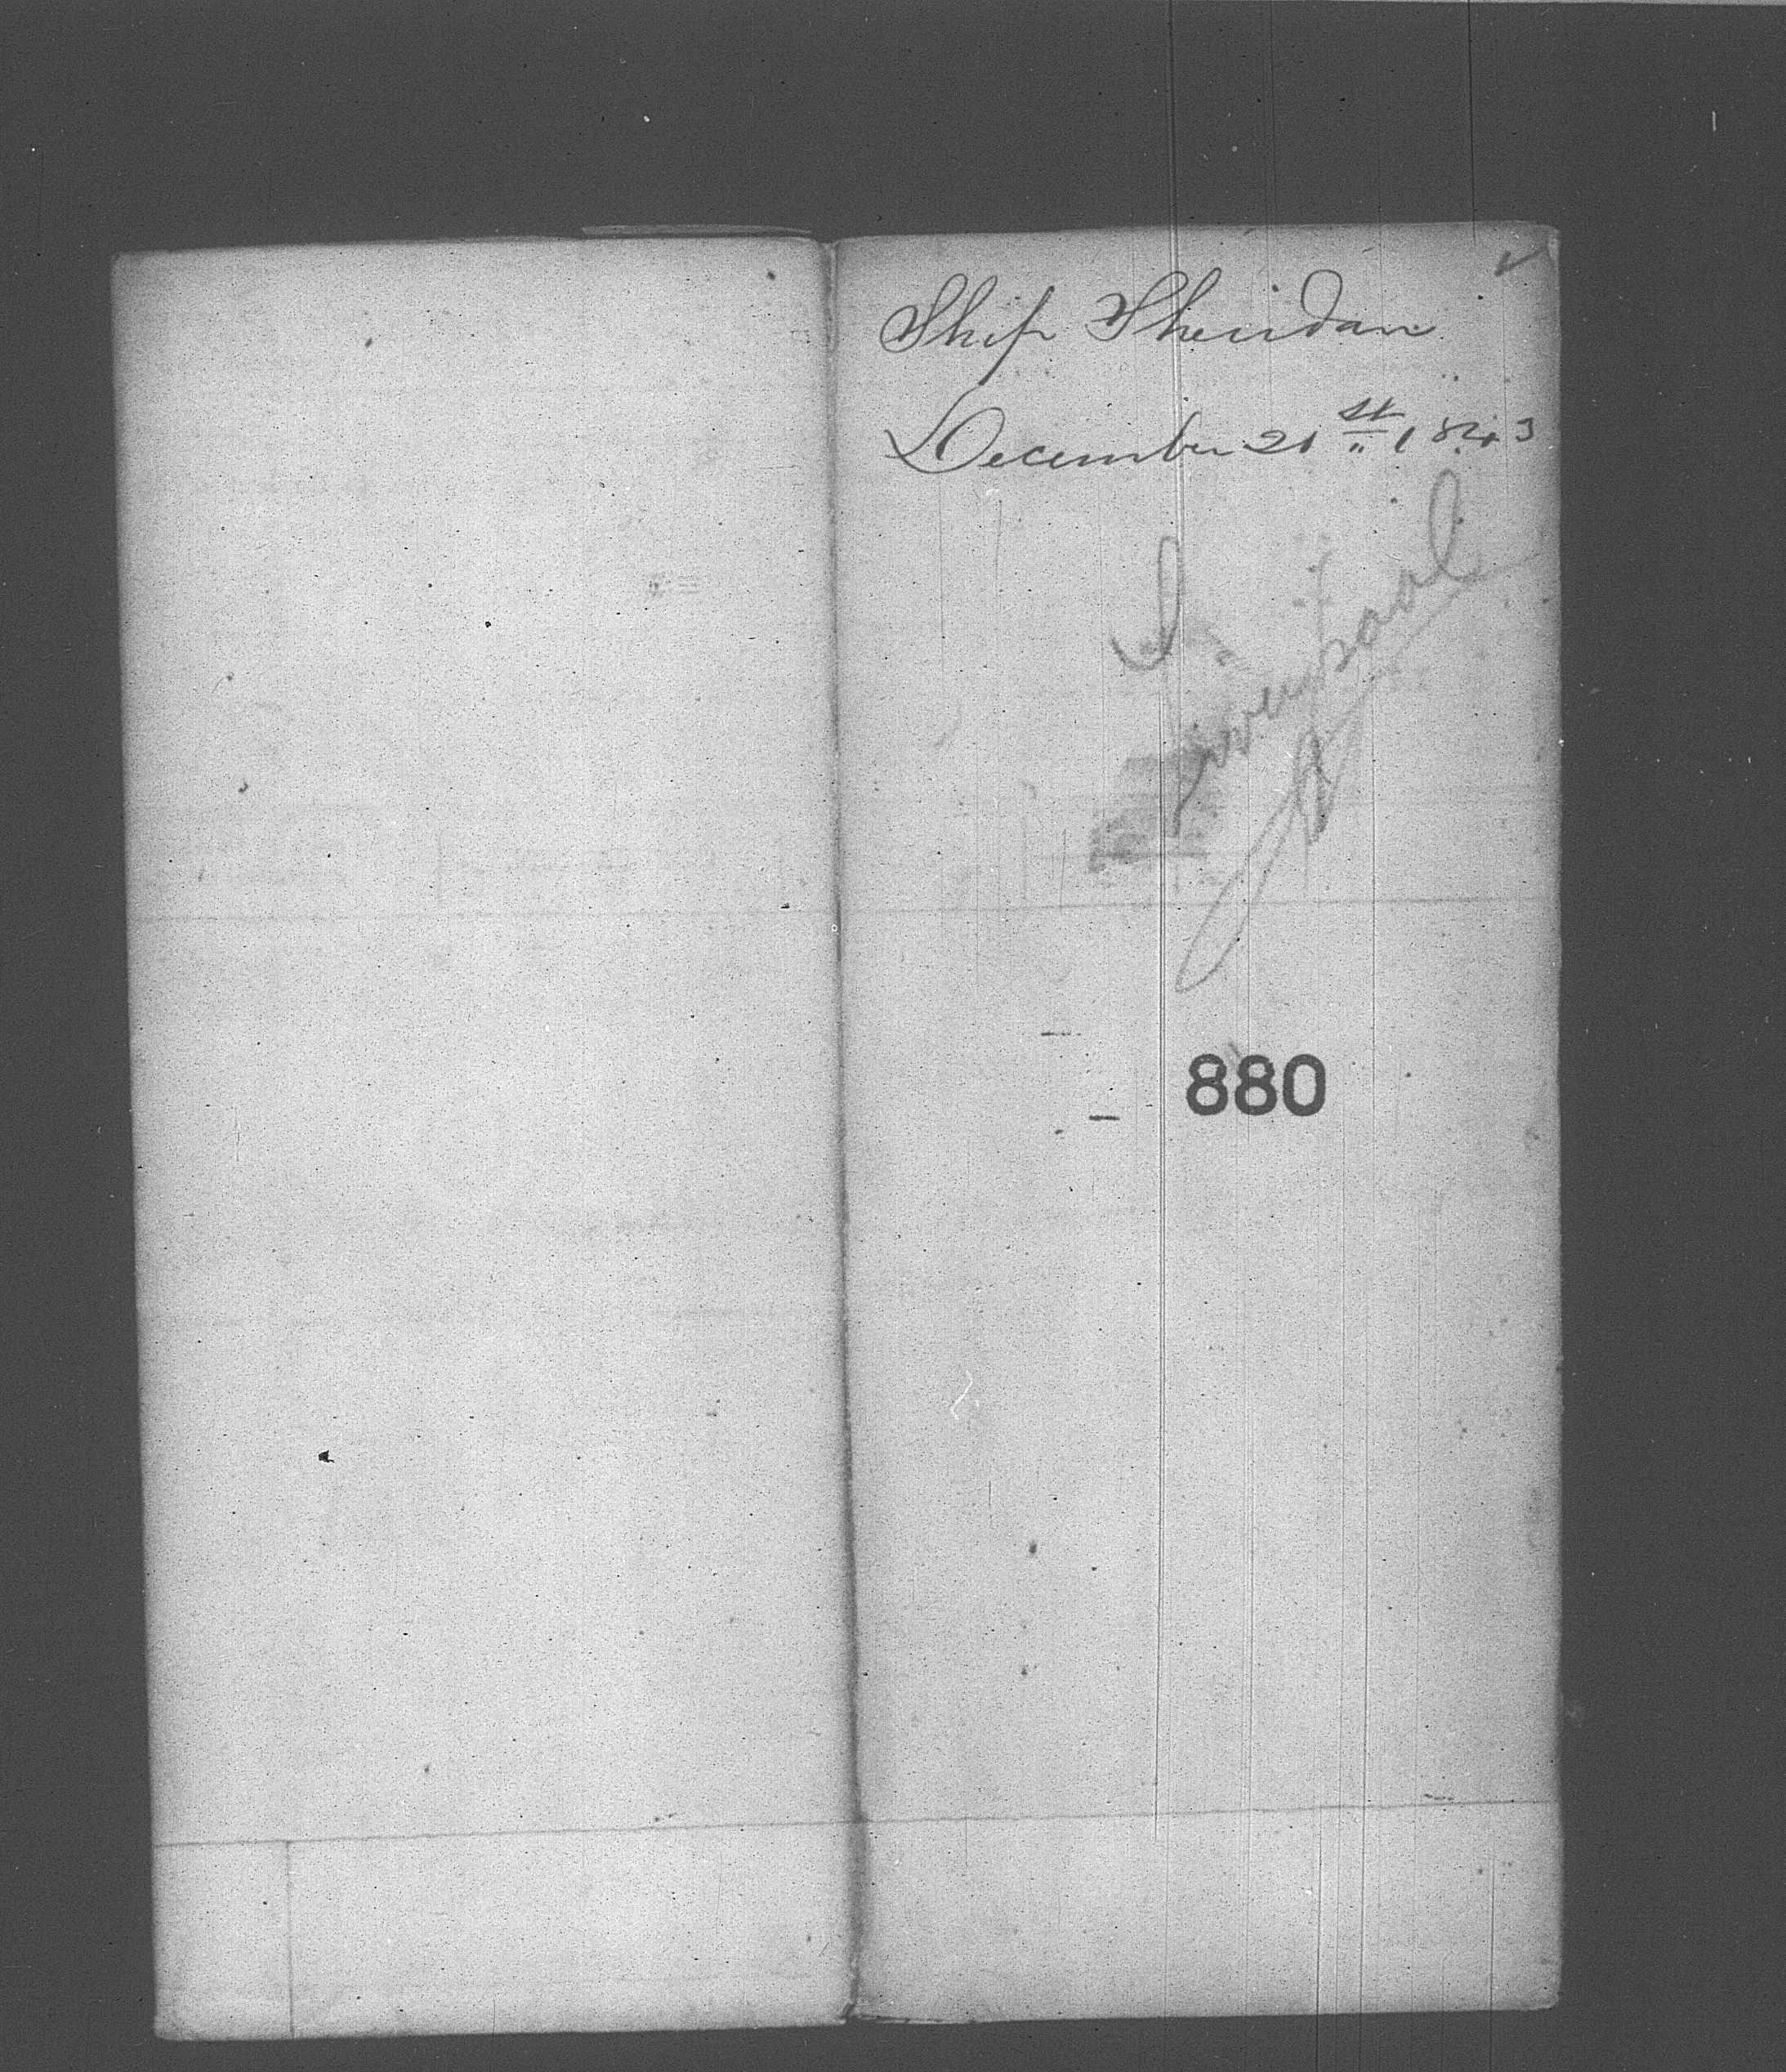 Ship Sheridan
December 21st 1843
Liverpool
880